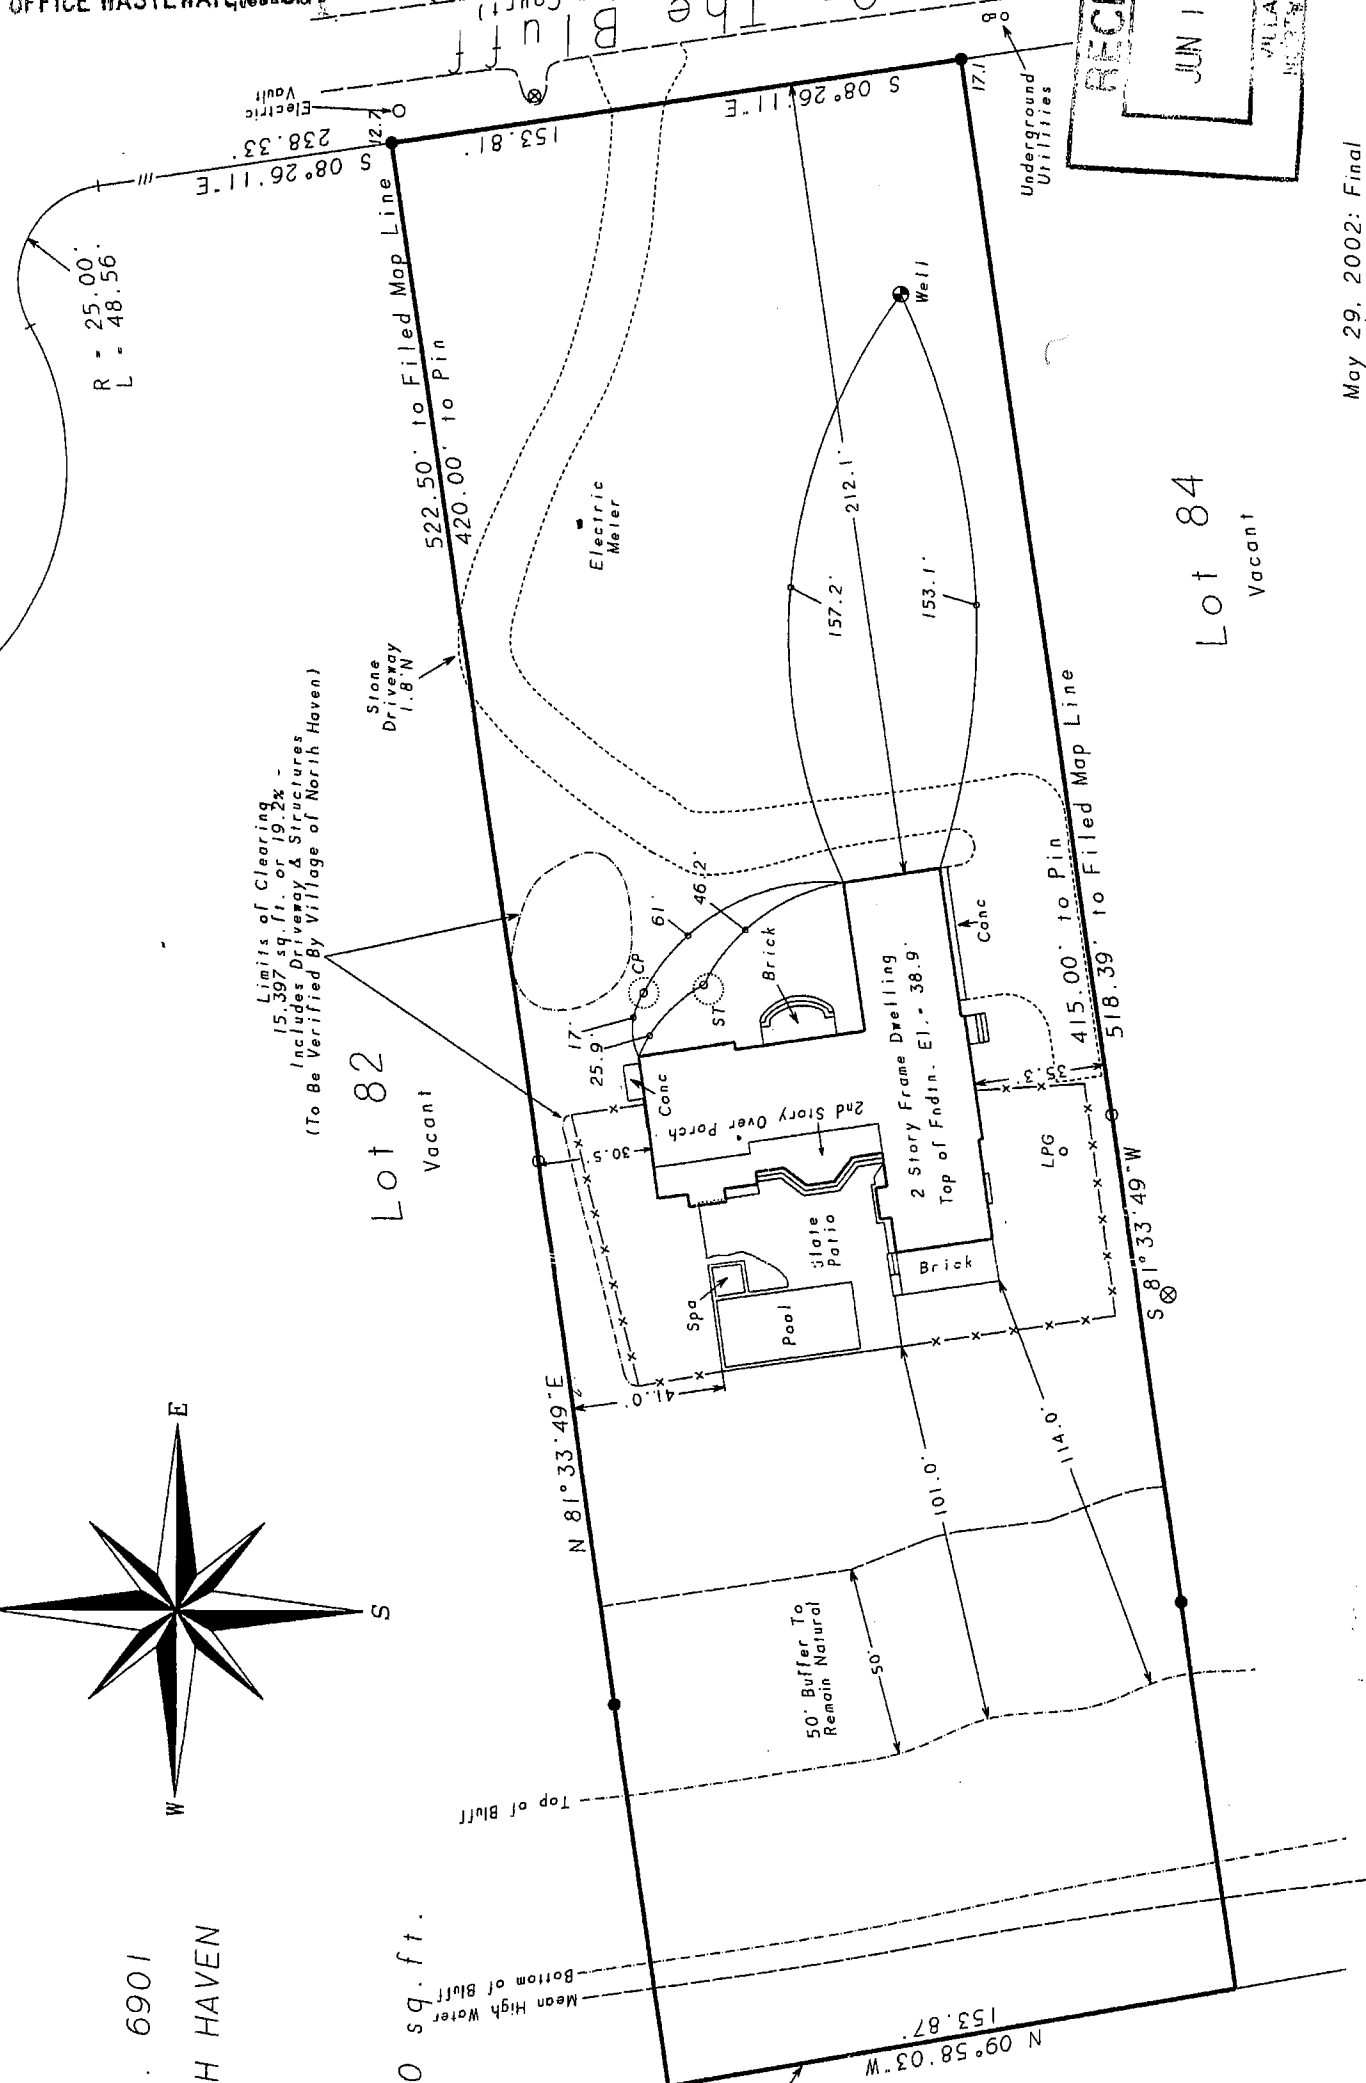 OFFICE WASTEWATER
The
Bluff
Court)
RECE
JUN 1
Electric
Vault
12.7
17.1
Underground
Utilities
S 08°26'11"E
238.33'
S 08°26'11"E
153.81'
R = 25.00'
L = 48.56'
522.50' to Filed Map Line
420.00' to Pin
Well
212.1'
157.2'
153.1'
Electric
Meter
Stone
Driveway
1.8'N
Limits of Clearing
15,397 sq.ft. or 19.2% -
Includes Driveway & Structures
(To Be Verified By Village of North Haven)
Lot 82
Vacant
Lot 84
Vacant
May 29, 2002: Final
415.00' to Pin
518.39' to Filed Map Line
61'
46.2'
17'
25.9'
CP
ST
Brick
Conc
Conc
30.5'
35.3'
2nd Story Over Porch
2 Story Frame Dwelling
Top of Fndtn. El.= 38.9'
LPG
Slate
Patio
Brick
Spa
Pool
41.0'
N 81°33'49"E
S 81°33'49"W
101.0'
114.0'
50' Buffer To
Remain Natural
50'
Top of Bluff
Bottom of Bluff
Mean High Water
153.87'
N 09°58'03"W
E
S
W
6901
H HAVEN
0 sq.ft.